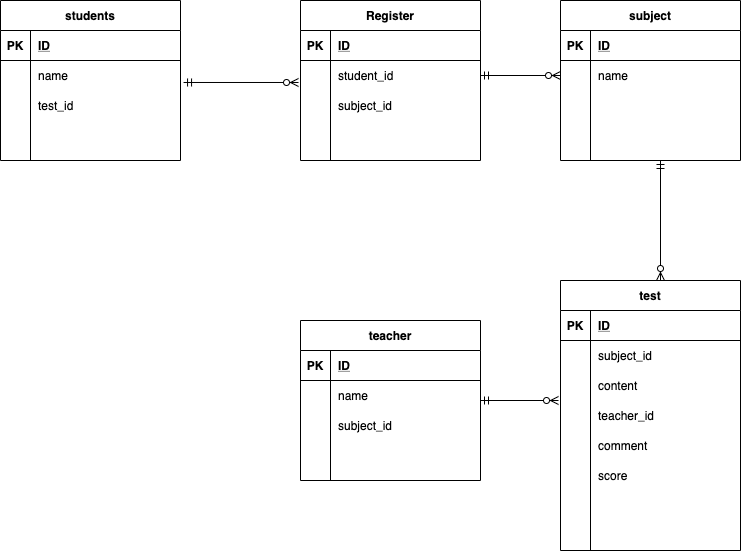 students
PK ID
name
test_id
Register
PK ID
student_id
subject_id
subject
PK ID
name
teacher
PK ID
name
subject_id
test
PK ID
subject_id
content
teacher_id
comment
score